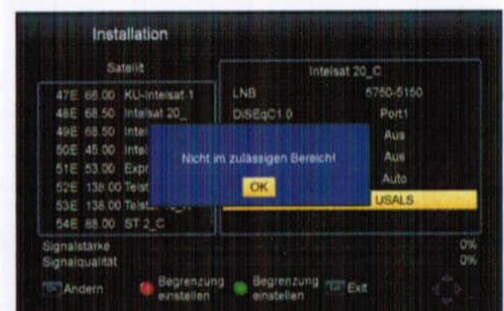 Installation
Satellit
47E 66.00 KU-Intelsat 1
48E 68.50 Intelsat 20_
49E 68.50 Intel
50E 45.00 Intel
51E 53.00 Expr
52E 138.00 Telst
53E 138.00 Telst
54E 88.00 ST 2_C
Intelsat 20_C
LNB 5750-5150
DiSEqC1.0 Port1
Aus
Aus
Auto
USALS
Nicht im zulässigen Bereich!
OK
Signalstärke 0%
Signalqualität 0%
Ändern
Begrenzung einstellen
Begrenzung einstellen
Exit